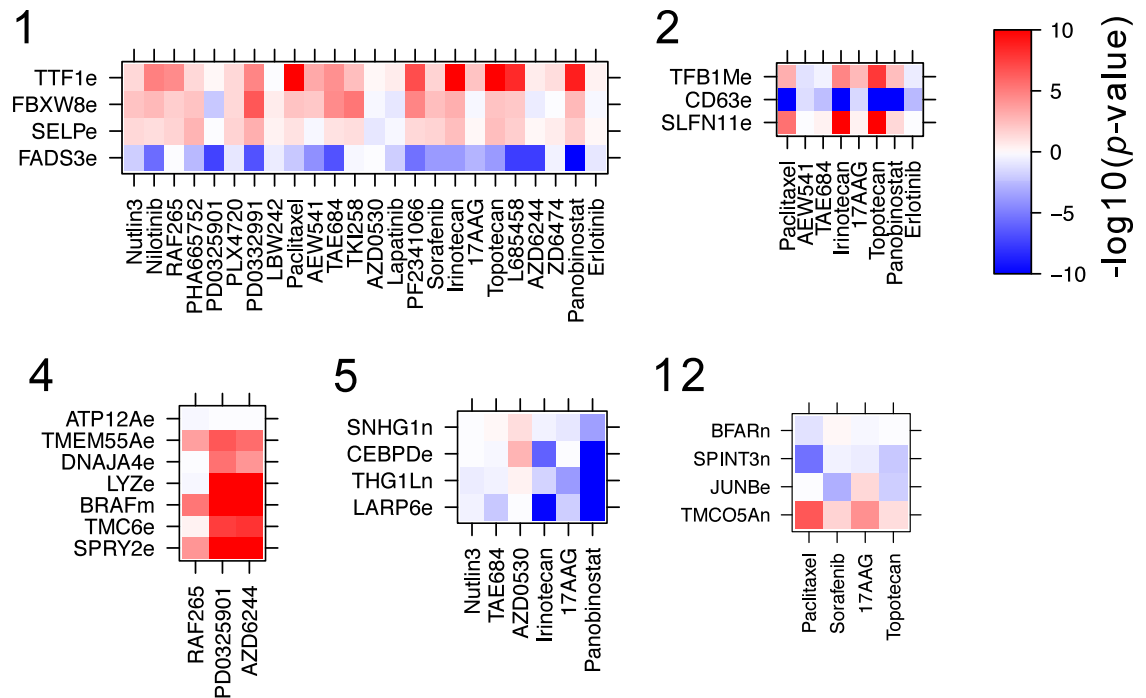 1
TTF1e
FBXW8e
SELPe
FADS3e
Nutlin3
Nilotinib
RAF265
PHA665752
PD0325901
PLX4720
PD0332991
LBW242
Paclitaxel
AEW541
TAE684
TKI258
AZD0530
Lapatinib
PF2341066
Sorafenib
Irinotecan
17AAG
Topotecan
L685458
AZD6244
ZD6474
Panobinostat
Erlotinib
2
TFB1Me
CD63e
SLFN11e
Paclitaxel
AEW541
TAE684
Irinotecan
17AAG
Topotecan
Panobinostat
Erlotinib
10
5
0
−5
−10
-log10(p-value)
4
ATP12Ae
TMEM55Ae
DNAJA4e
LYZe
BRAFm
TMC6e
SPRY2e
RAF265
PD0325901
AZD6244
5
SNHG1n
CEBPDe
THG1Ln
LARP6e
Nutlin3
TAE684
AZD0530
Irinotecan
17AAG
Panobinostat
12
BFARn
SPINT3n
JUNBe
TMCO5An
Paclitaxel
Sorafenib
17AAG
Topotecan